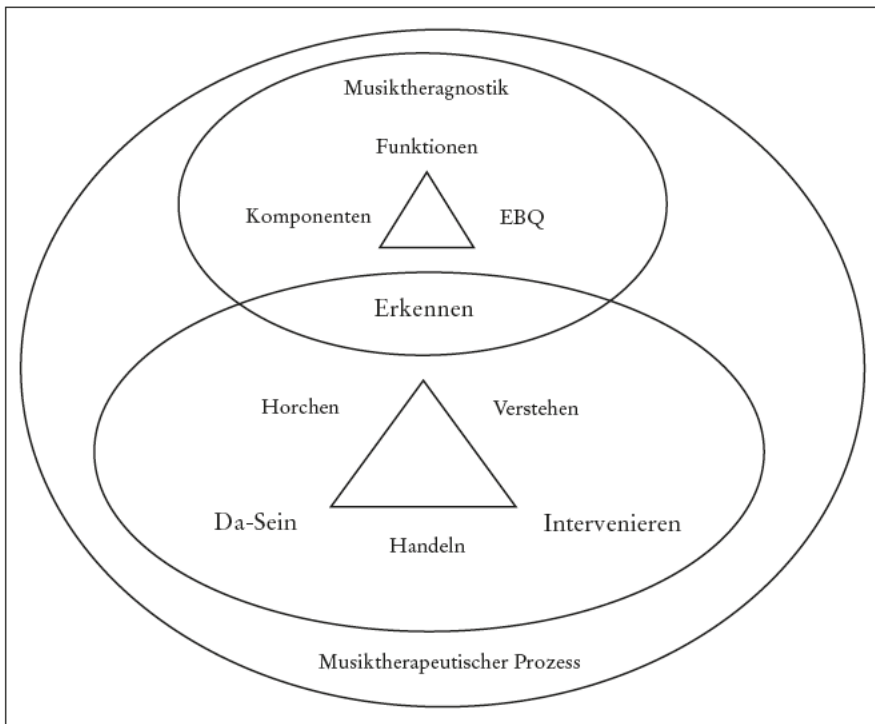 Musiktheragnostik
Funktionen
Komponenten EBQ
Erkennen
Horchen Verstehen
Da-Sein Intervenieren
Handeln
Musiktherapeutischer Prozess